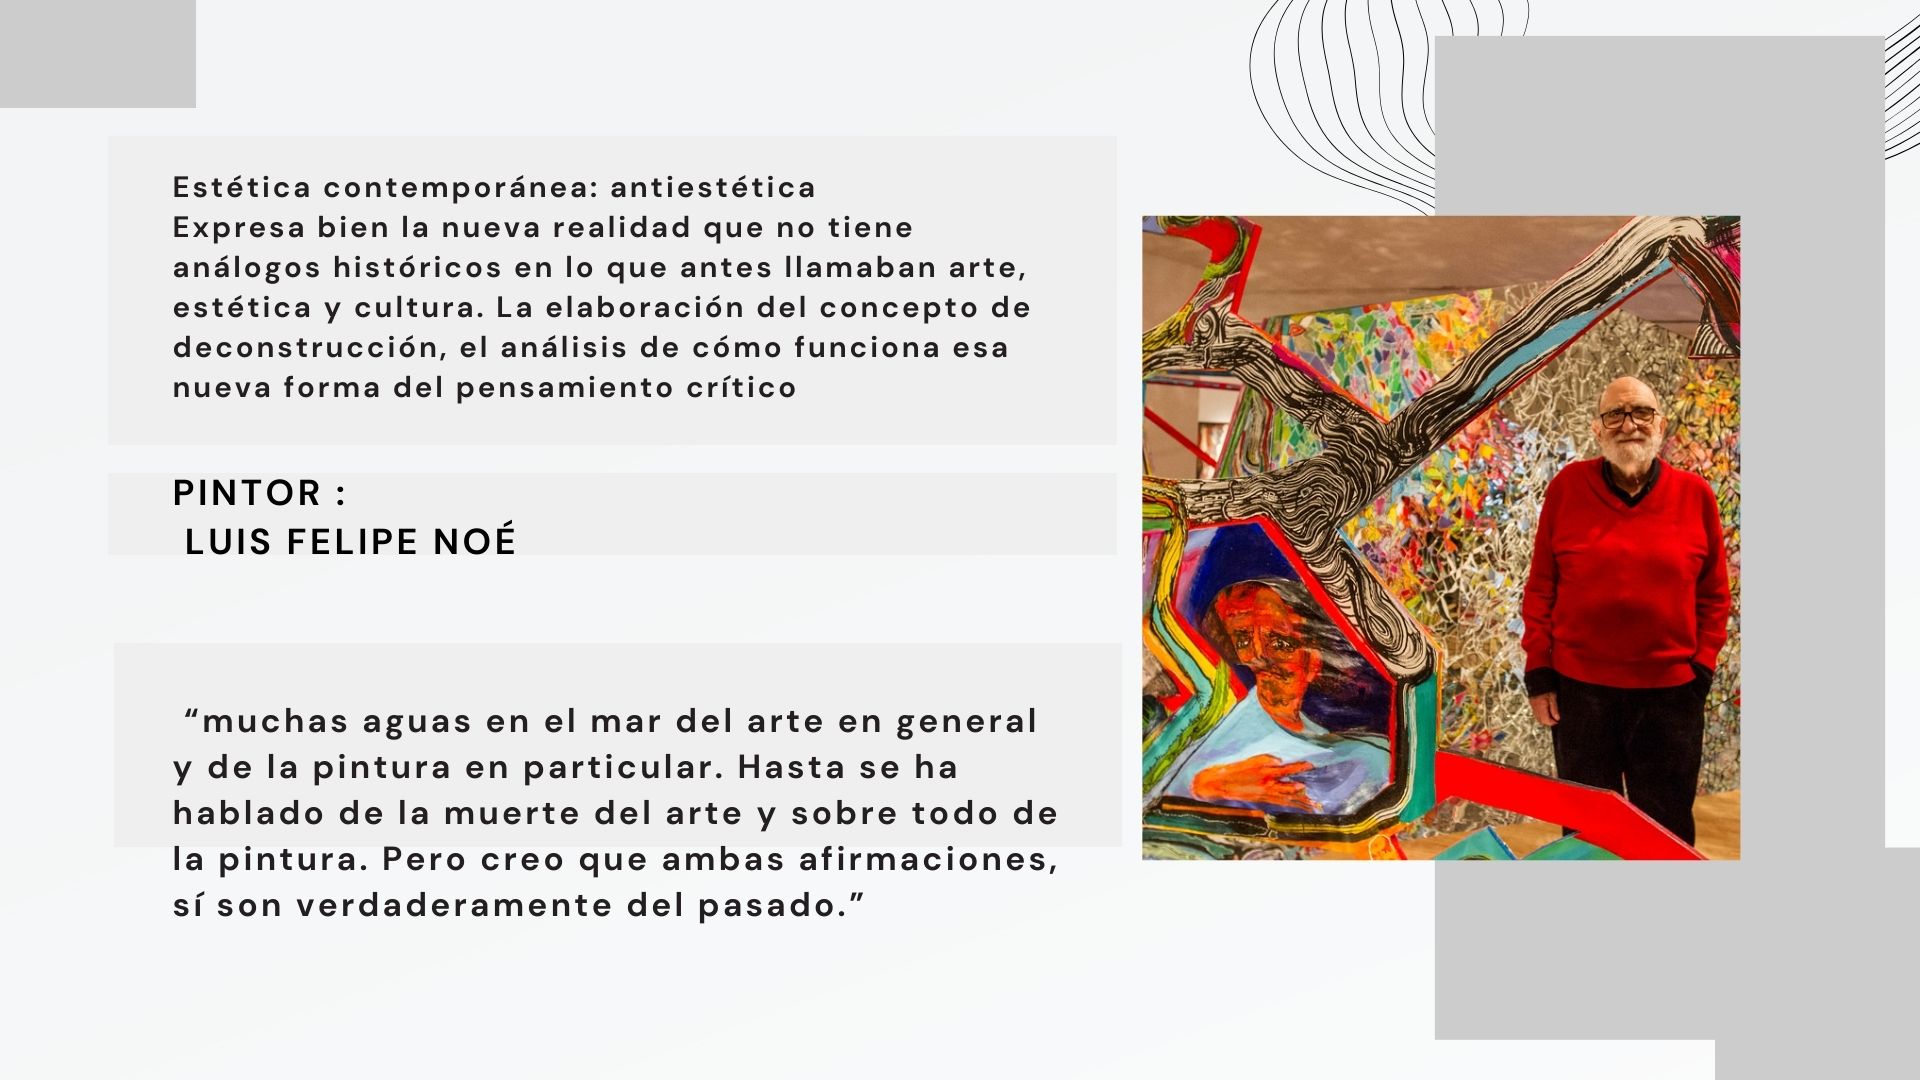 Estética contemporánea: antiestética
Expresa bien la nueva realidad que no tiene
análogos históricos en lo que antes llamaban arte,
estética y cultura. La elaboración del concepto de
deconstrucción, el análisis de cómo funciona esa
nueva forma del pensamiento crítico
PINTOR :
LUIS FELIPE NOÉ
“muchas aguas en el mar del arte en general
y de la pintura en particular. Hasta se ha
hablado de la muerte del arte y sobre todo de
la pintura. Pero creo que ambas afirmaciones,
sí son verdaderamente del pasado.”